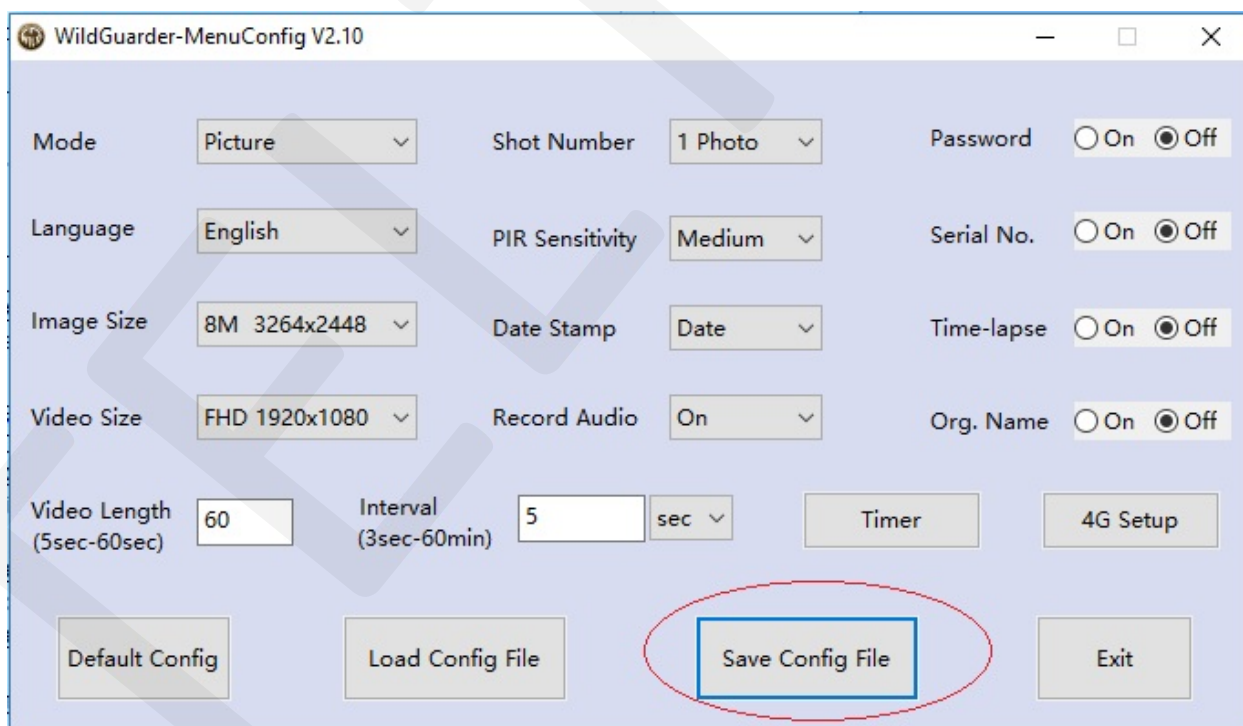 WildGuarder-MenuConfig V2.10
Mode Picture Shot Number 1 Photo Password On Off
Language English PIR Sensitivity Medium Serial No. On Off
Image Size 8M 3264x2448 Date Stamp Date Time-lapse On Off
Video Size FHD 1920x1080 Record Audio On Org. Name On Off
Video Length 60 Interval 5 sec Timer 4G Setup
(5sec-60sec) (3sec-60min)
Default Config Load Config File Save Config File Exit